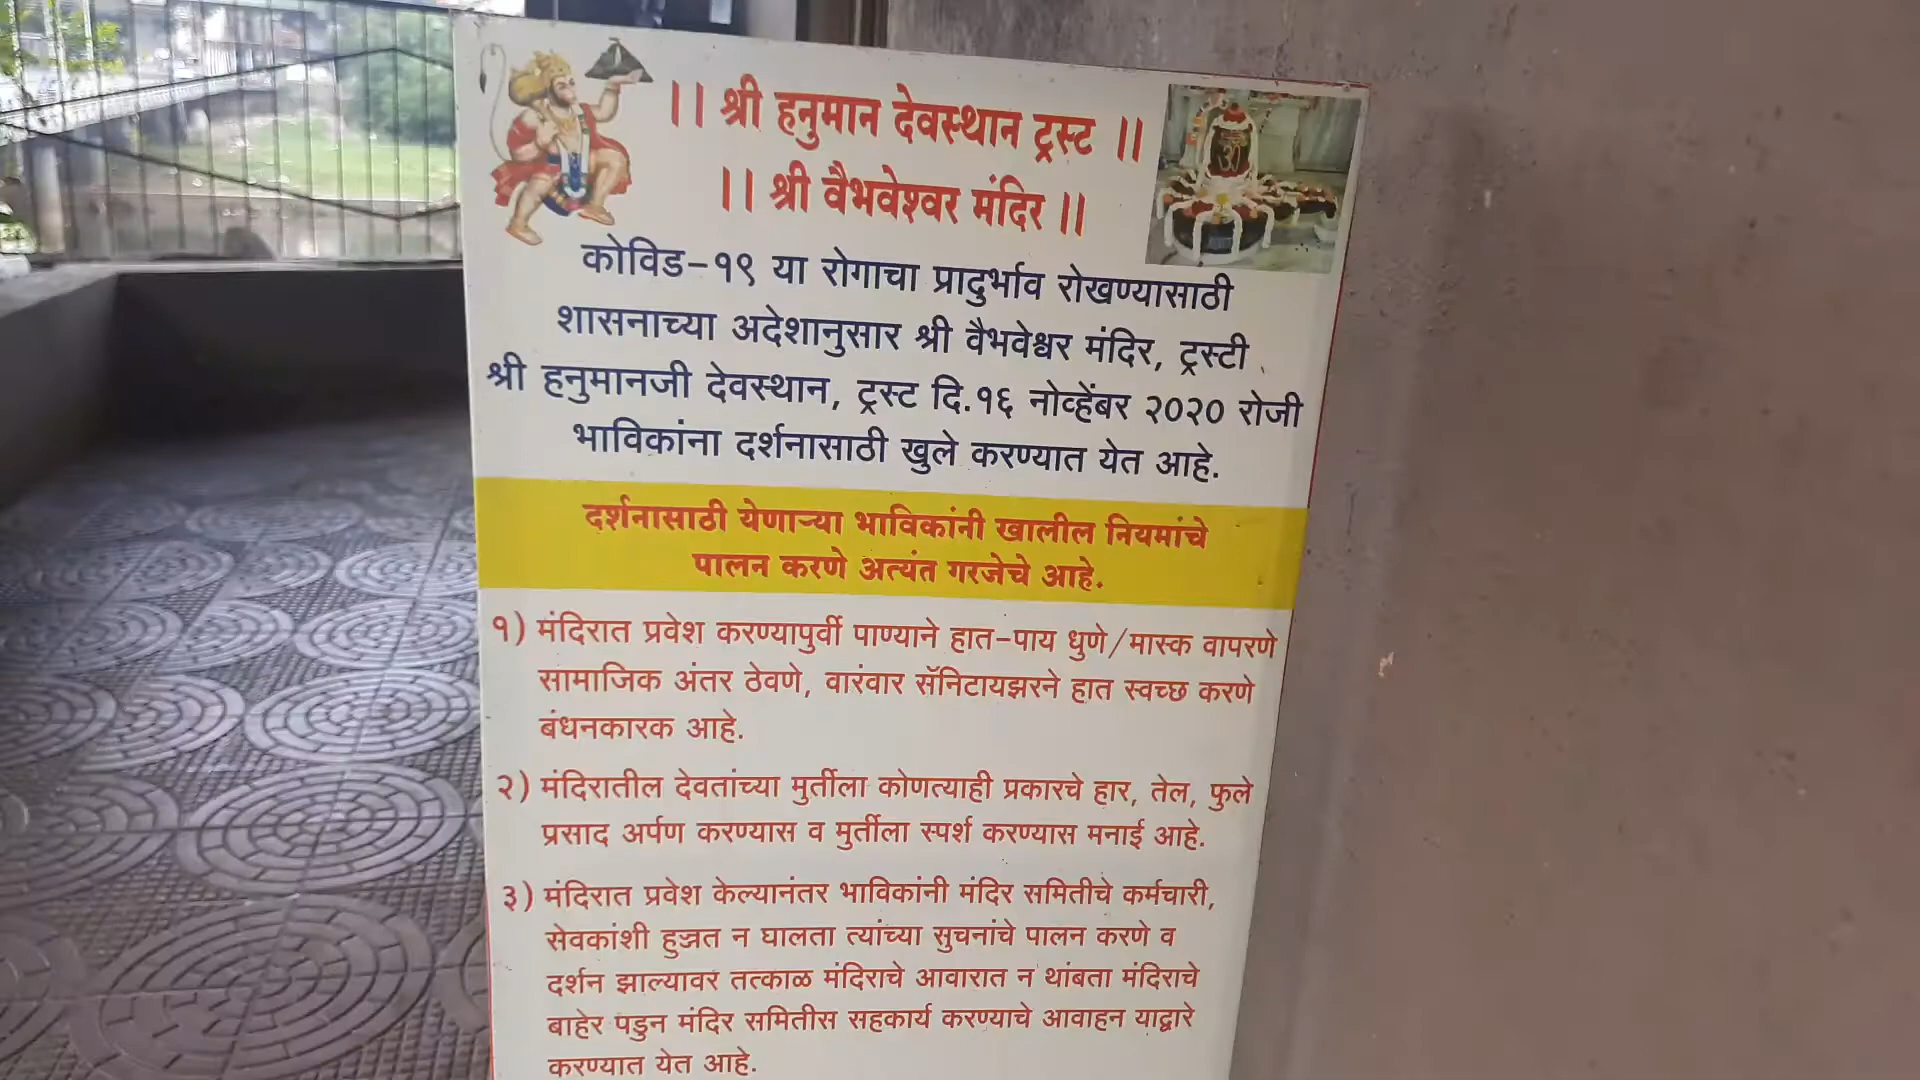 || श्री हनुमान देवस्थान ट्रस्ट ||
|| श्री वैभवेश्वर मंदिर ||
कोविड-१९ या रोगाचा प्रादुर्भाव रोखण्यासाठी
शासनाच्या अदेशानुसार श्री वैभवेश्वर मंदिर, ट्रस्टी
श्री हनुमानजी देवस्थान, ट्रस्ट दि.१६ नोव्हेंबर २०२० रोजी
भाविकांना दर्शनासाठी खुले करण्यात येत आहे.
दर्शनासाठी येणाऱ्या भाविकांनी खालील नियमांचे
पालन करणे अत्यंत गरजेचे आहे.
१) मंदिरात प्रवेश करण्यापुर्वी पाण्याने हात-पाय धुणे/मास्क वापरणे
सामाजिक अंतर ठेवणे, वारंवार सॅनिटायझरने हात स्वच्छ करणे
बंधनकारक आहे.
२) मंदिरातील देवतांच्या मुर्तीला कोणत्याही प्रकारचे हार, तेल, फुले
प्रसाद अर्पण करण्यास व मुर्तीला स्पर्श करण्यास मनाई आहे.
३) मंदिरात प्रवेश केल्यानंतर भाविकांनी मंदिर समितीचे कर्मचारी,
सेवकांशी हुज्जत न घालता त्यांच्या सुचनांचे पालन करणे व
दर्शन झाल्यावर तत्काळ मंदिराचे आवारात न थांबता मंदिराचे
बाहेर पडुन मंदिर समितीस सहकार्य करण्याचे आवाहन याद्वारे
करण्यात येत आहे.